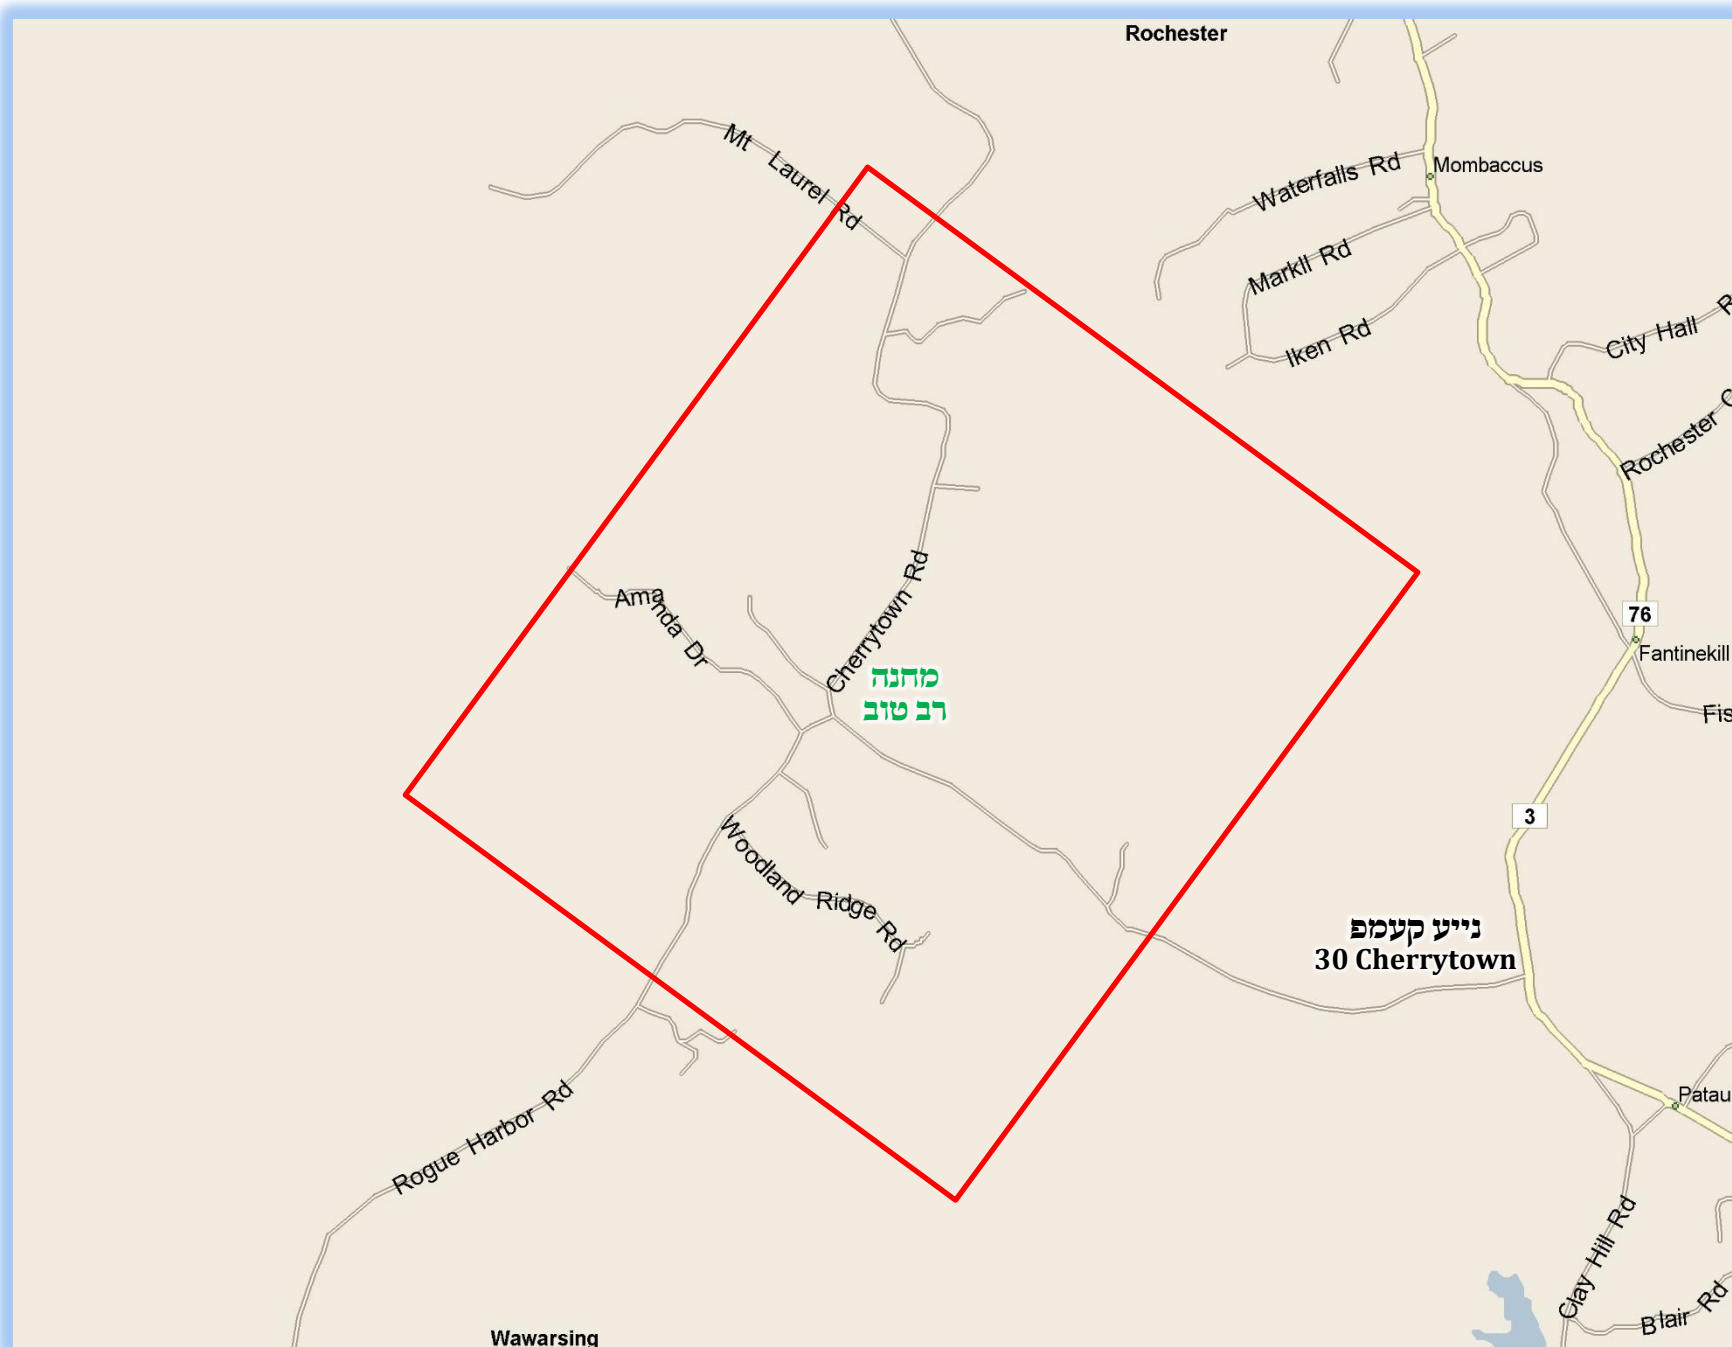 Rochester
Mt Laurel Rd
Waterfalls Rd
Mombaccus
Markll Rd
Iken Rd
City Hall R
Rochester C
Cherrytown Rd
Amanda Dr
76
Fantinekill
מחנה
רב טוב
Fis
3
Woodland Ridge Rd
נייע קעמפ
30 Cherrytown
Rogue Harbor Rd
Patau
Clay Hill Rd
Blair Rd
Wawarsing